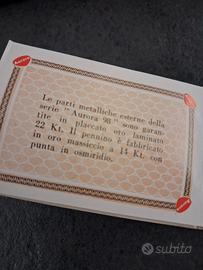 Le parti metalliche esterne della
serie "Aurora 98" sono garan-
tite in placcato oro laminato
22 Kt. Il pennino è fabbricato
in oro massiccio a 14 Kt. con
punta in osmiridio.
subito